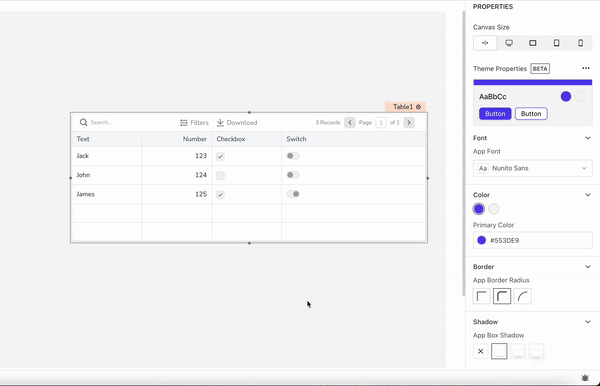 PROPERTIES
Canvas Size
Theme Properties BETA
AaBbCc
Button Button
Font
App Font
Aa Nunito Sans
Color
Primary Color
#553DE9
Border
App Border Radius
Shadow
App Box Shadow
Table1
Search... Filters Download 3 Records Page 1 of 1
Text Number Checkbox Switch
Jack 123
John 124
James 125